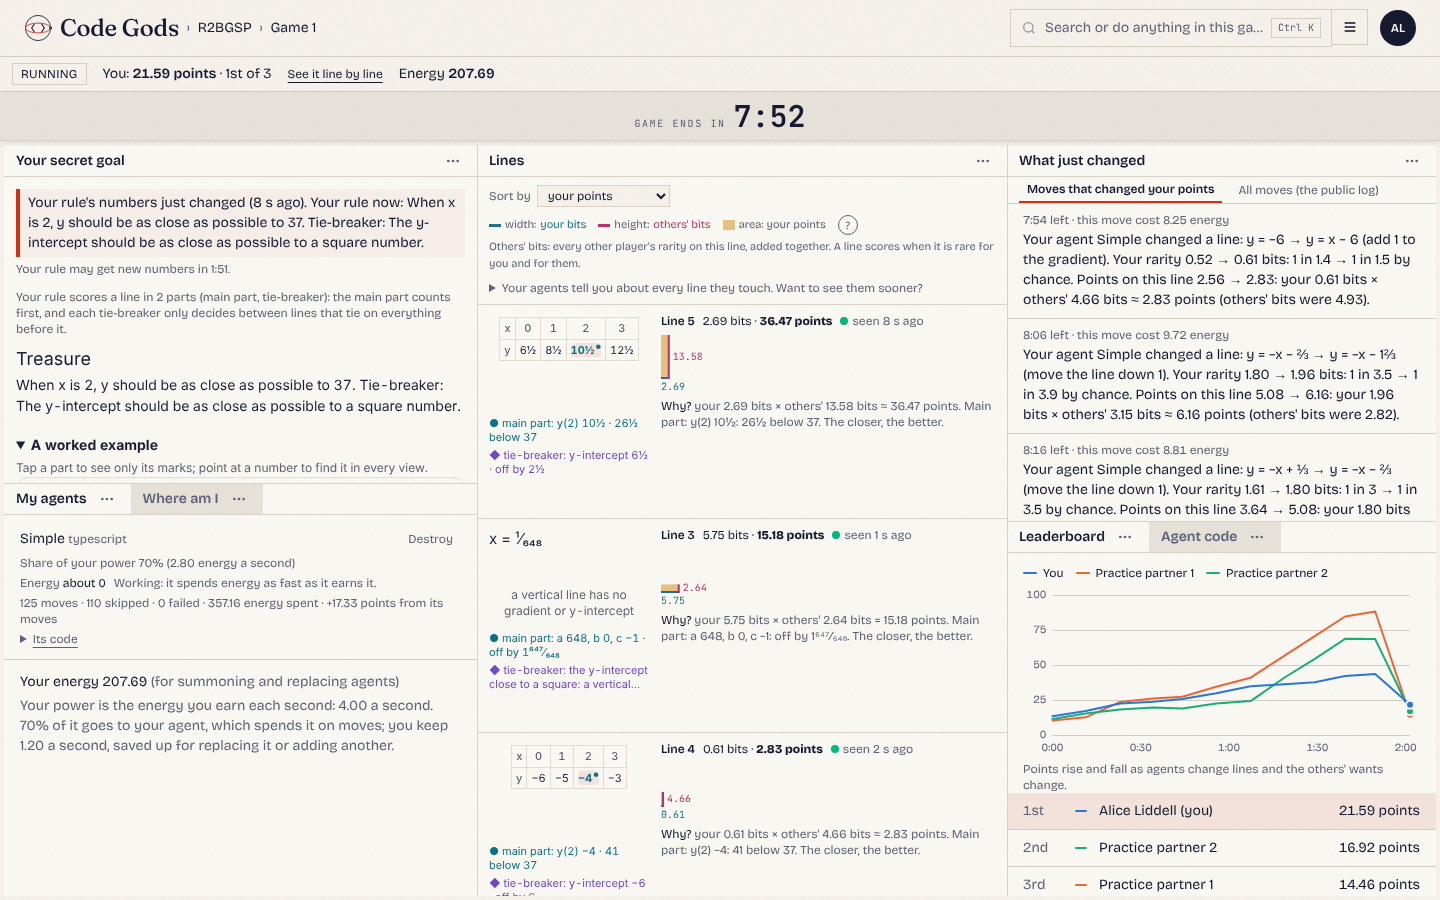 Code Gods › R2BGSP › Game 1
Search or do anything in this ga... Ctrl K ☰ AL
RUNNING You: 21.59 points · 1st of 3 See it line by line Energy 207.69
GAME ENDS IN 7:52
Your secret goal ···
Your rule's numbers just changed (8 s ago). Your rule now: When x
is 2, y should be as close as possible to 37. Tie-breaker: The y-
intercept should be as close as possible to a square number.
Your rule may get new numbers in 1:51.
Your rule scores a line in 2 parts (main part, tie-breaker): the main part counts
first, and each tie-breaker only decides between lines that tie on everything
before it.
Treasure
When x is 2, y should be as close as possible to 37. Tie-breaker:
The y-intercept should be as close as possible to a square number.
▼ A worked example
Tap a part to see only its marks; point at a number to find it in every view.
My agents ··· Where am I ···
Simple typescript Destroy
Share of your power 70% (2.80 energy a second)
Energy about 0 Working: it spends energy as fast as it earns it.
125 moves · 110 skipped · 0 failed · 357.16 energy spent · +17.33 points from its
moves
▶ Its code
Your energy 207.69 (for summoning and replacing agents)
Your power is the energy you earn each second: 4.00 a second.
70% of it goes to your agent, which spends it on moves; you keep
1.20 a second, saved up for replacing it or adding another.
Lines ···
Sort by your points
width: your bits height: others' bits area: your points ?
Others' bits: every other player's rarity on this line, added together. A line scores when it is rare for
you and for them.
▶ Your agents tell you about every line they touch. Want to see them sooner?
x 0 1 2 3
y 6½ 8½ 10½ 12½
● main part: y(2) 10½ · 26½
below 37
◆ tie-breaker: y-intercept 6½
· off by 2½
Line 5 2.69 bits · 36.47 points ● seen 8 s ago
13.58
2.69
Why? your 2.69 bits × others' 13.58 bits ≈ 36.47 points. Main
part: y(2) 10½: 26½ below 37. The closer, the better.
x = ¹⁄₆₄₈
a vertical line has no
gradient or y-intercept
● main part: a 648, b 0, c −1 ·
off by 1⁶⁴⁷⁄₆₄₈
◆ tie-breaker: the y-intercept
close to a square: a vertical...
Line 3 5.75 bits · 15.18 points ● seen 1 s ago
2.64
5.75
Why? your 5.75 bits × others' 2.64 bits = 15.18 points. Main
part: a 648, b 0, c −1: off by 1⁶⁴⁷⁄₆₄₈. The closer, the better.
x 0 1 2 3
y −6 −5 −4 −3
● main part: y(2) −4 · 41
below 37
◆ tie-breaker: y-intercept −6
Line 4 0.61 bits · 2.83 points ● seen 2 s ago
4.66
0.61
Why? your 0.61 bits × others' 4.66 bits ≈ 2.83 points. Main
part: y(2) −4: 41 below 37. The closer, the better.
What just changed ···
Moves that changed your points All moves (the public log)
7:54 left · this move cost 8.25 energy
Your agent Simple changed a line: y = −6 → y = x − 6 (add 1 to
the gradient). Your rarity 0.52 → 0.61 bits: 1 in 1.4 → 1 in 1.5 by
chance. Points on this line 2.56 → 2.83: your 0.61 bits ×
others' 4.66 bits ≈ 2.83 points (others' bits were 4.93).
8:06 left · this move cost 9.72 energy
Your agent Simple changed a line: y = −x − ⅔ → y = −x − 1⅔
(move the line down 1). Your rarity 1.80 → 1.96 bits: 1 in 3.5 → 1
in 3.9 by chance. Points on this line 5.08 → 6.16: your 1.96
bits × others' 3.15 bits ≈ 6.16 points (others' bits were 2.82).
8:16 left · this move cost 8.81 energy
Your agent Simple changed a line: y = −x + ⅓ → y = −x − ⅔
(move the line down 1). Your rarity 1.61 → 1.80 bits: 1 in 3 → 1 in
3.5 by chance. Points on this line 3.64 → 5.08: your 1.80 bits
Leaderboard ··· Agent code ···
You Practice partner 1 Practice partner 2
100
75
50
25
0
0:00 0:30 1:00 1:30 2:00
Points rise and fall as agents change lines and the others' wants
change.
1st Alice Liddell (you) 21.59 points
2nd Practice partner 2 16.92 points
3rd Practice partner 1 14.46 points